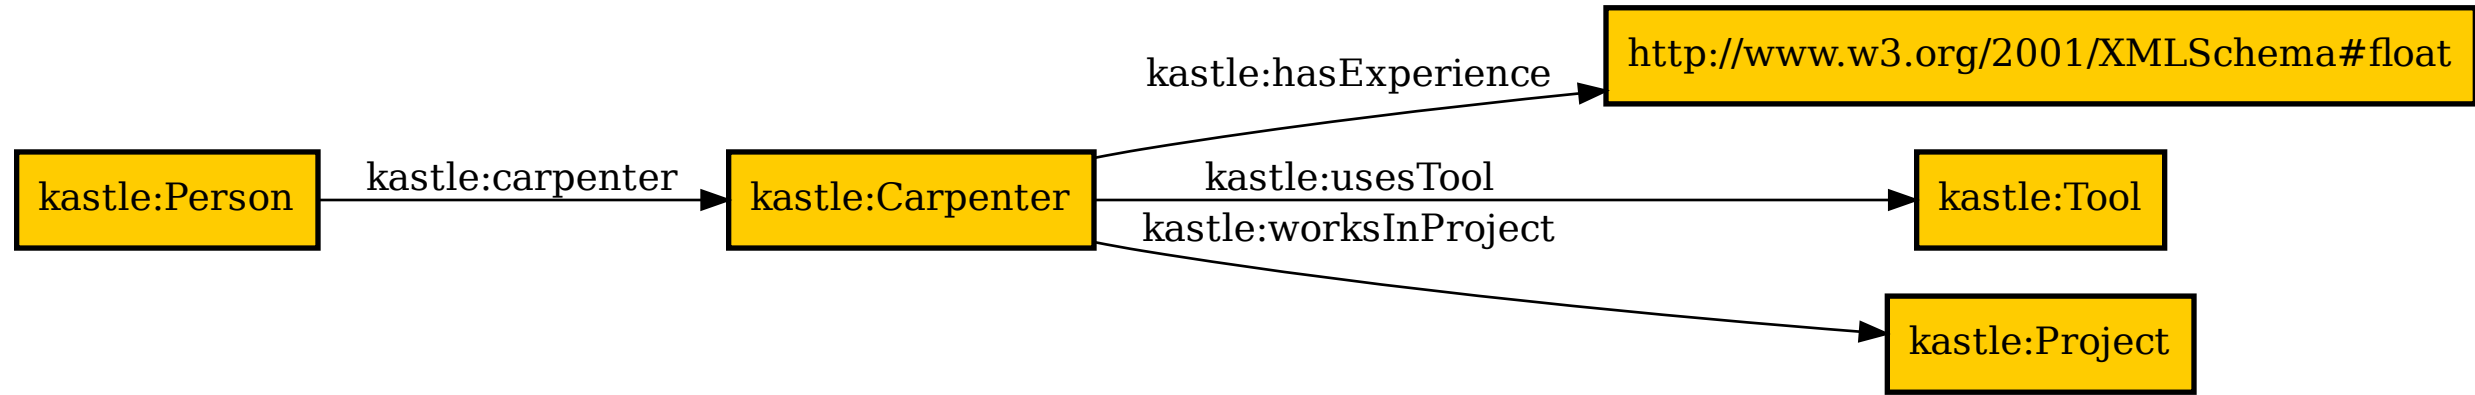 http://www.w3.org/2001/XMLSchema#float
kastle:hasExperience
kastle:Person
kastle:carpenter
kastle:Carpenter
kastle:usesTool
kastle:Tool
kastle:worksInProject
kastle:Project